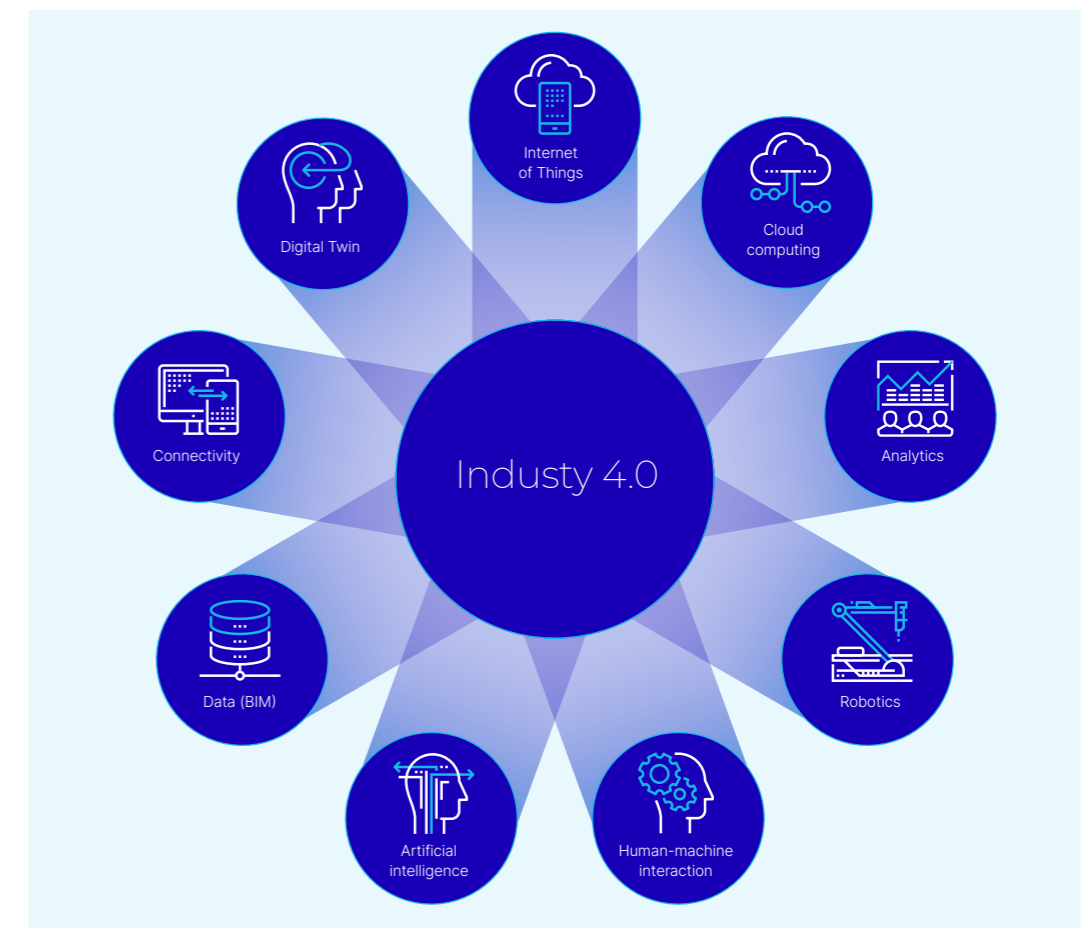 Internet
of Things
Cloud
computing
Digital Twin
Analytics
Connectivity
Industy 4.0
Data (BIM)
Robotics
Artificial
intelligence
Human-machine
interaction